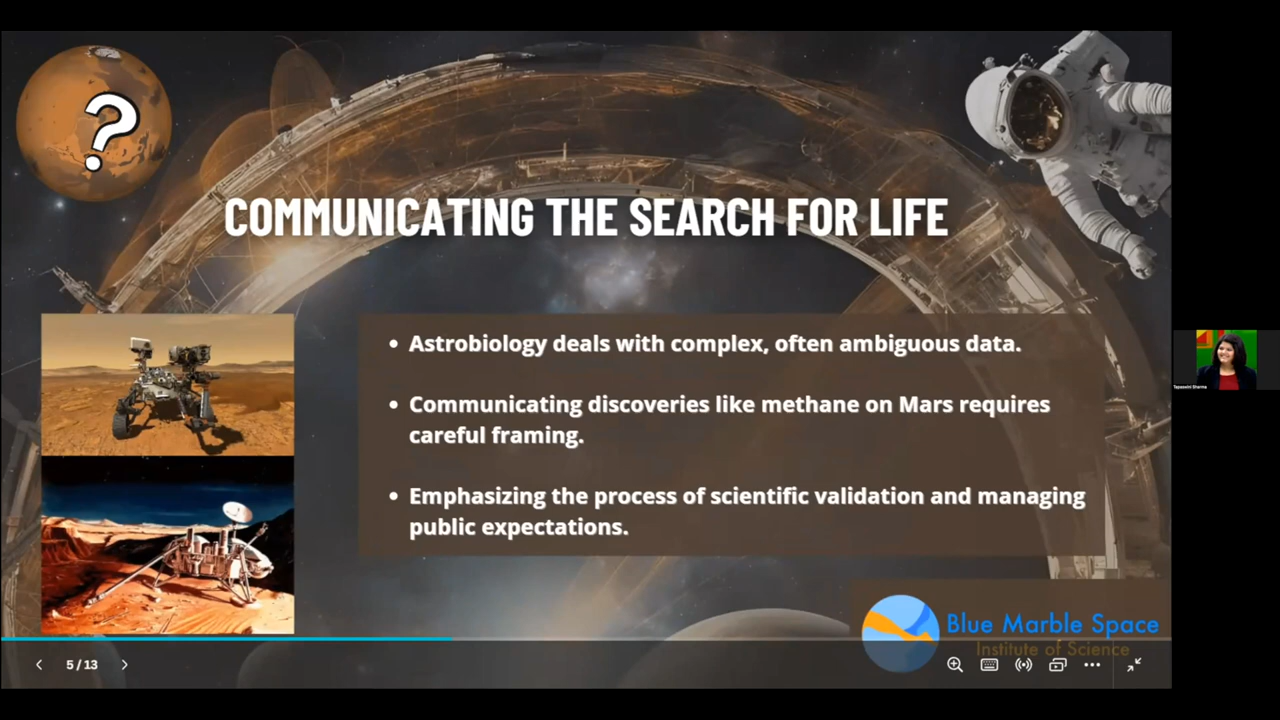 ?
COMMUNICATING THE SEARCH FOR LIFE
• Astrobiology deals with complex, often ambiguous data.
• Communicating discoveries like methane on Mars requires
careful framing.
• Emphasizing the process of scientific validation and managing
public expectations.
Blue Marble Space
Institute of Science
5 / 13
Tapaswini Sharma